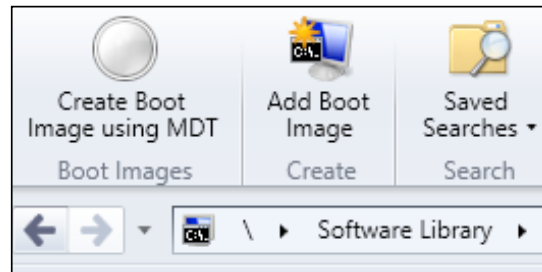 Create Boot
Image using MDT
Add Boot
Image
Saved
Searches
Boot Images
Create
Search
C:\.
\ Software Library